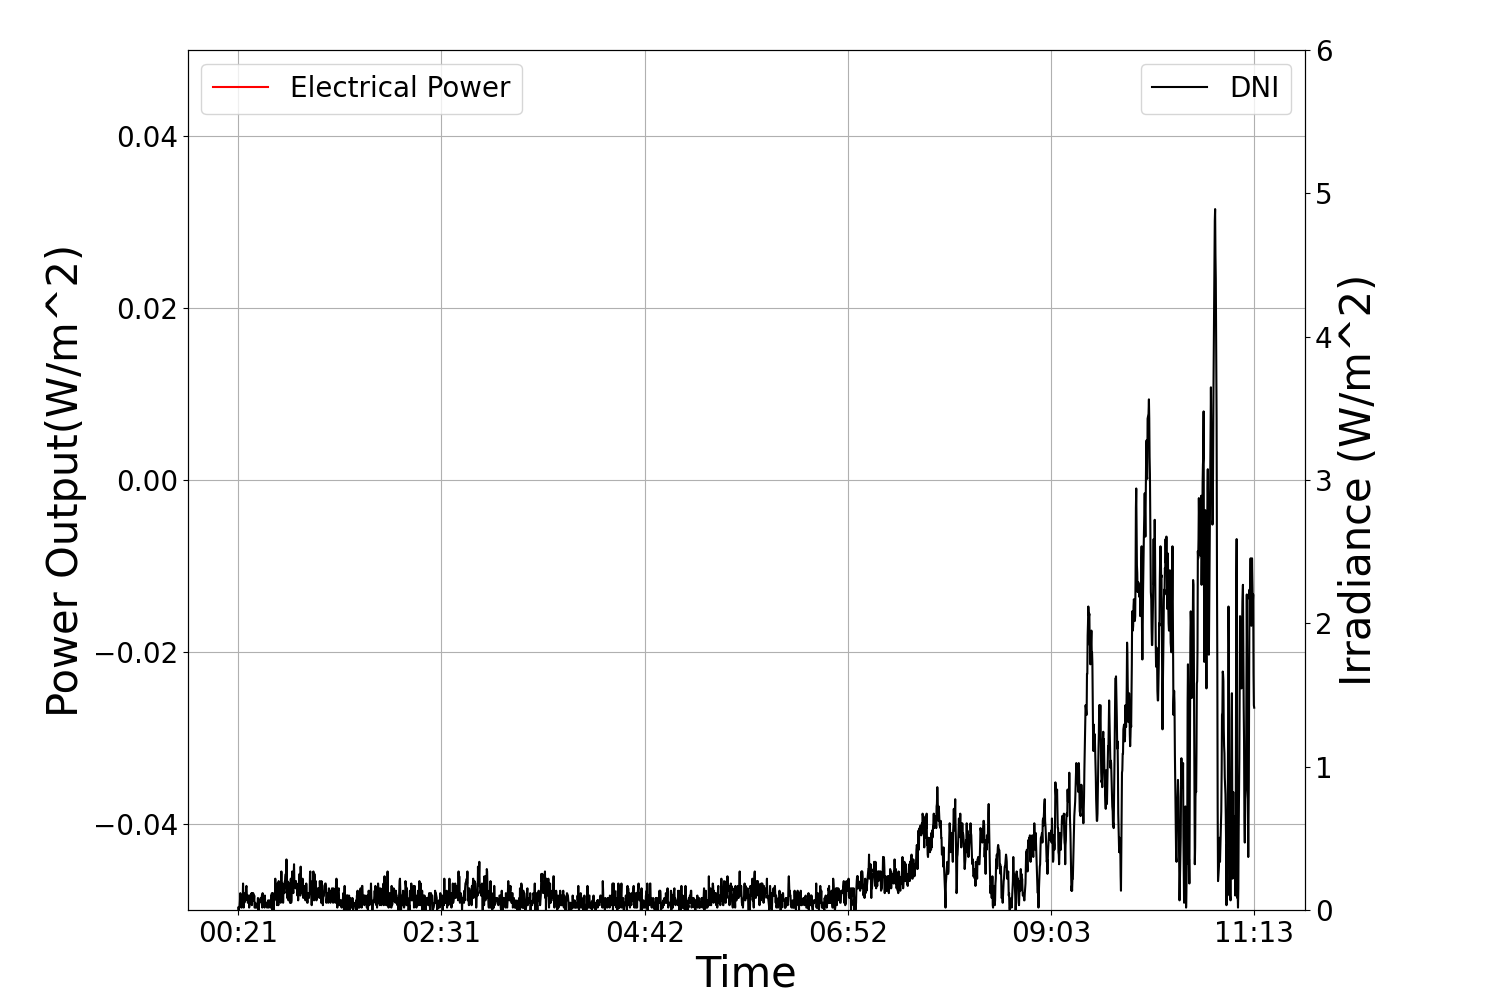 Electrical Power
DNI
Power Output(W/m^2)
0.04
0.02
0.00
−0.02
−0.04
6
5
4
3
2
1
0
Irradiance (W/m^2)
00:21 02:31 04:42 06:52 09:03 11:13
Time